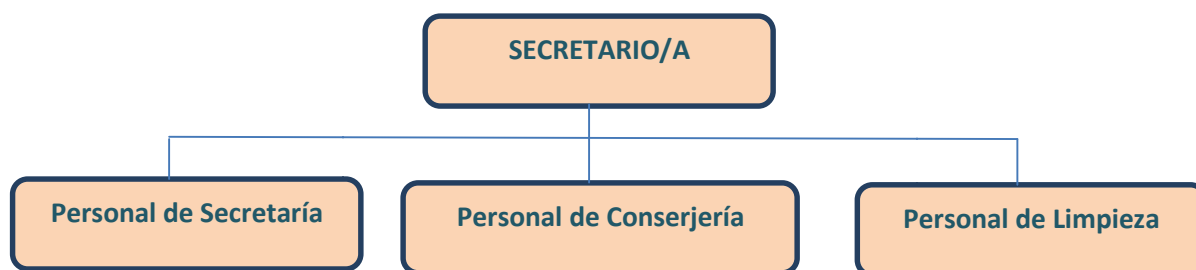 SECRETARIO/A
Personal de Secretaría
Personal de Conserjería
Personal de Limpieza